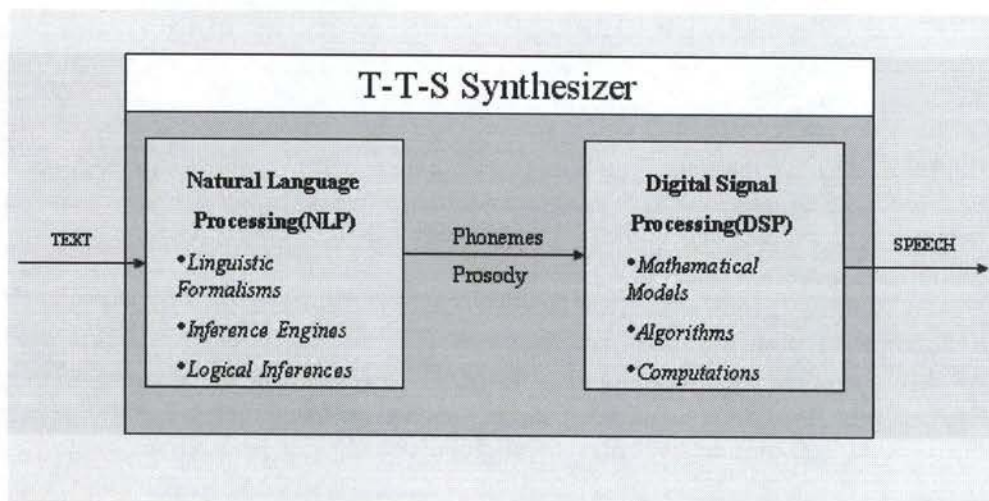 T-T-S Synthesizer
TEXT
Natural Language
Processing(NLP)
*Linguistic
Formalisms
*Inference Engines
*Logical Inferences
Phonemes
Prosody
Digital Signal
Processing(DSP)
*Mathematical
Models
*Algorithms
*Computations
SPEECH